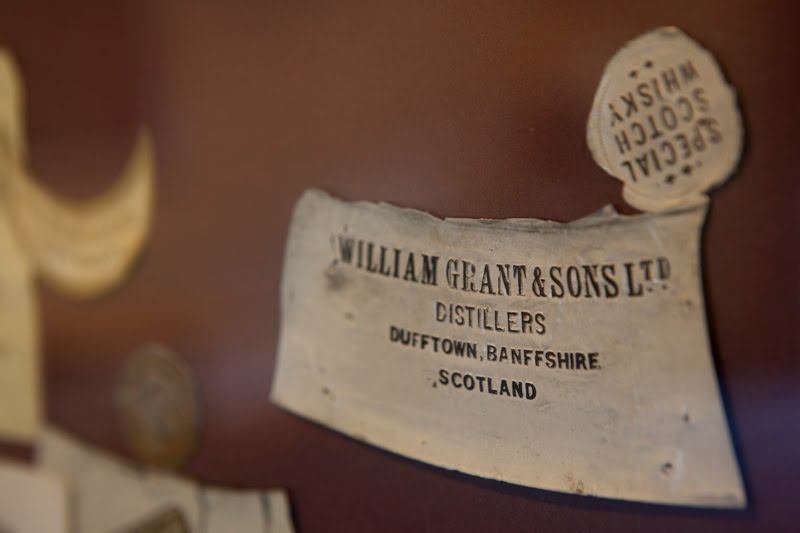 SPECIAL
SCOTCH
WHISKY
WILLIAM GRANT & SONS LTD
DISTILLERS
DUFFTOWN, BANFFSHIRE
SCOTLAND